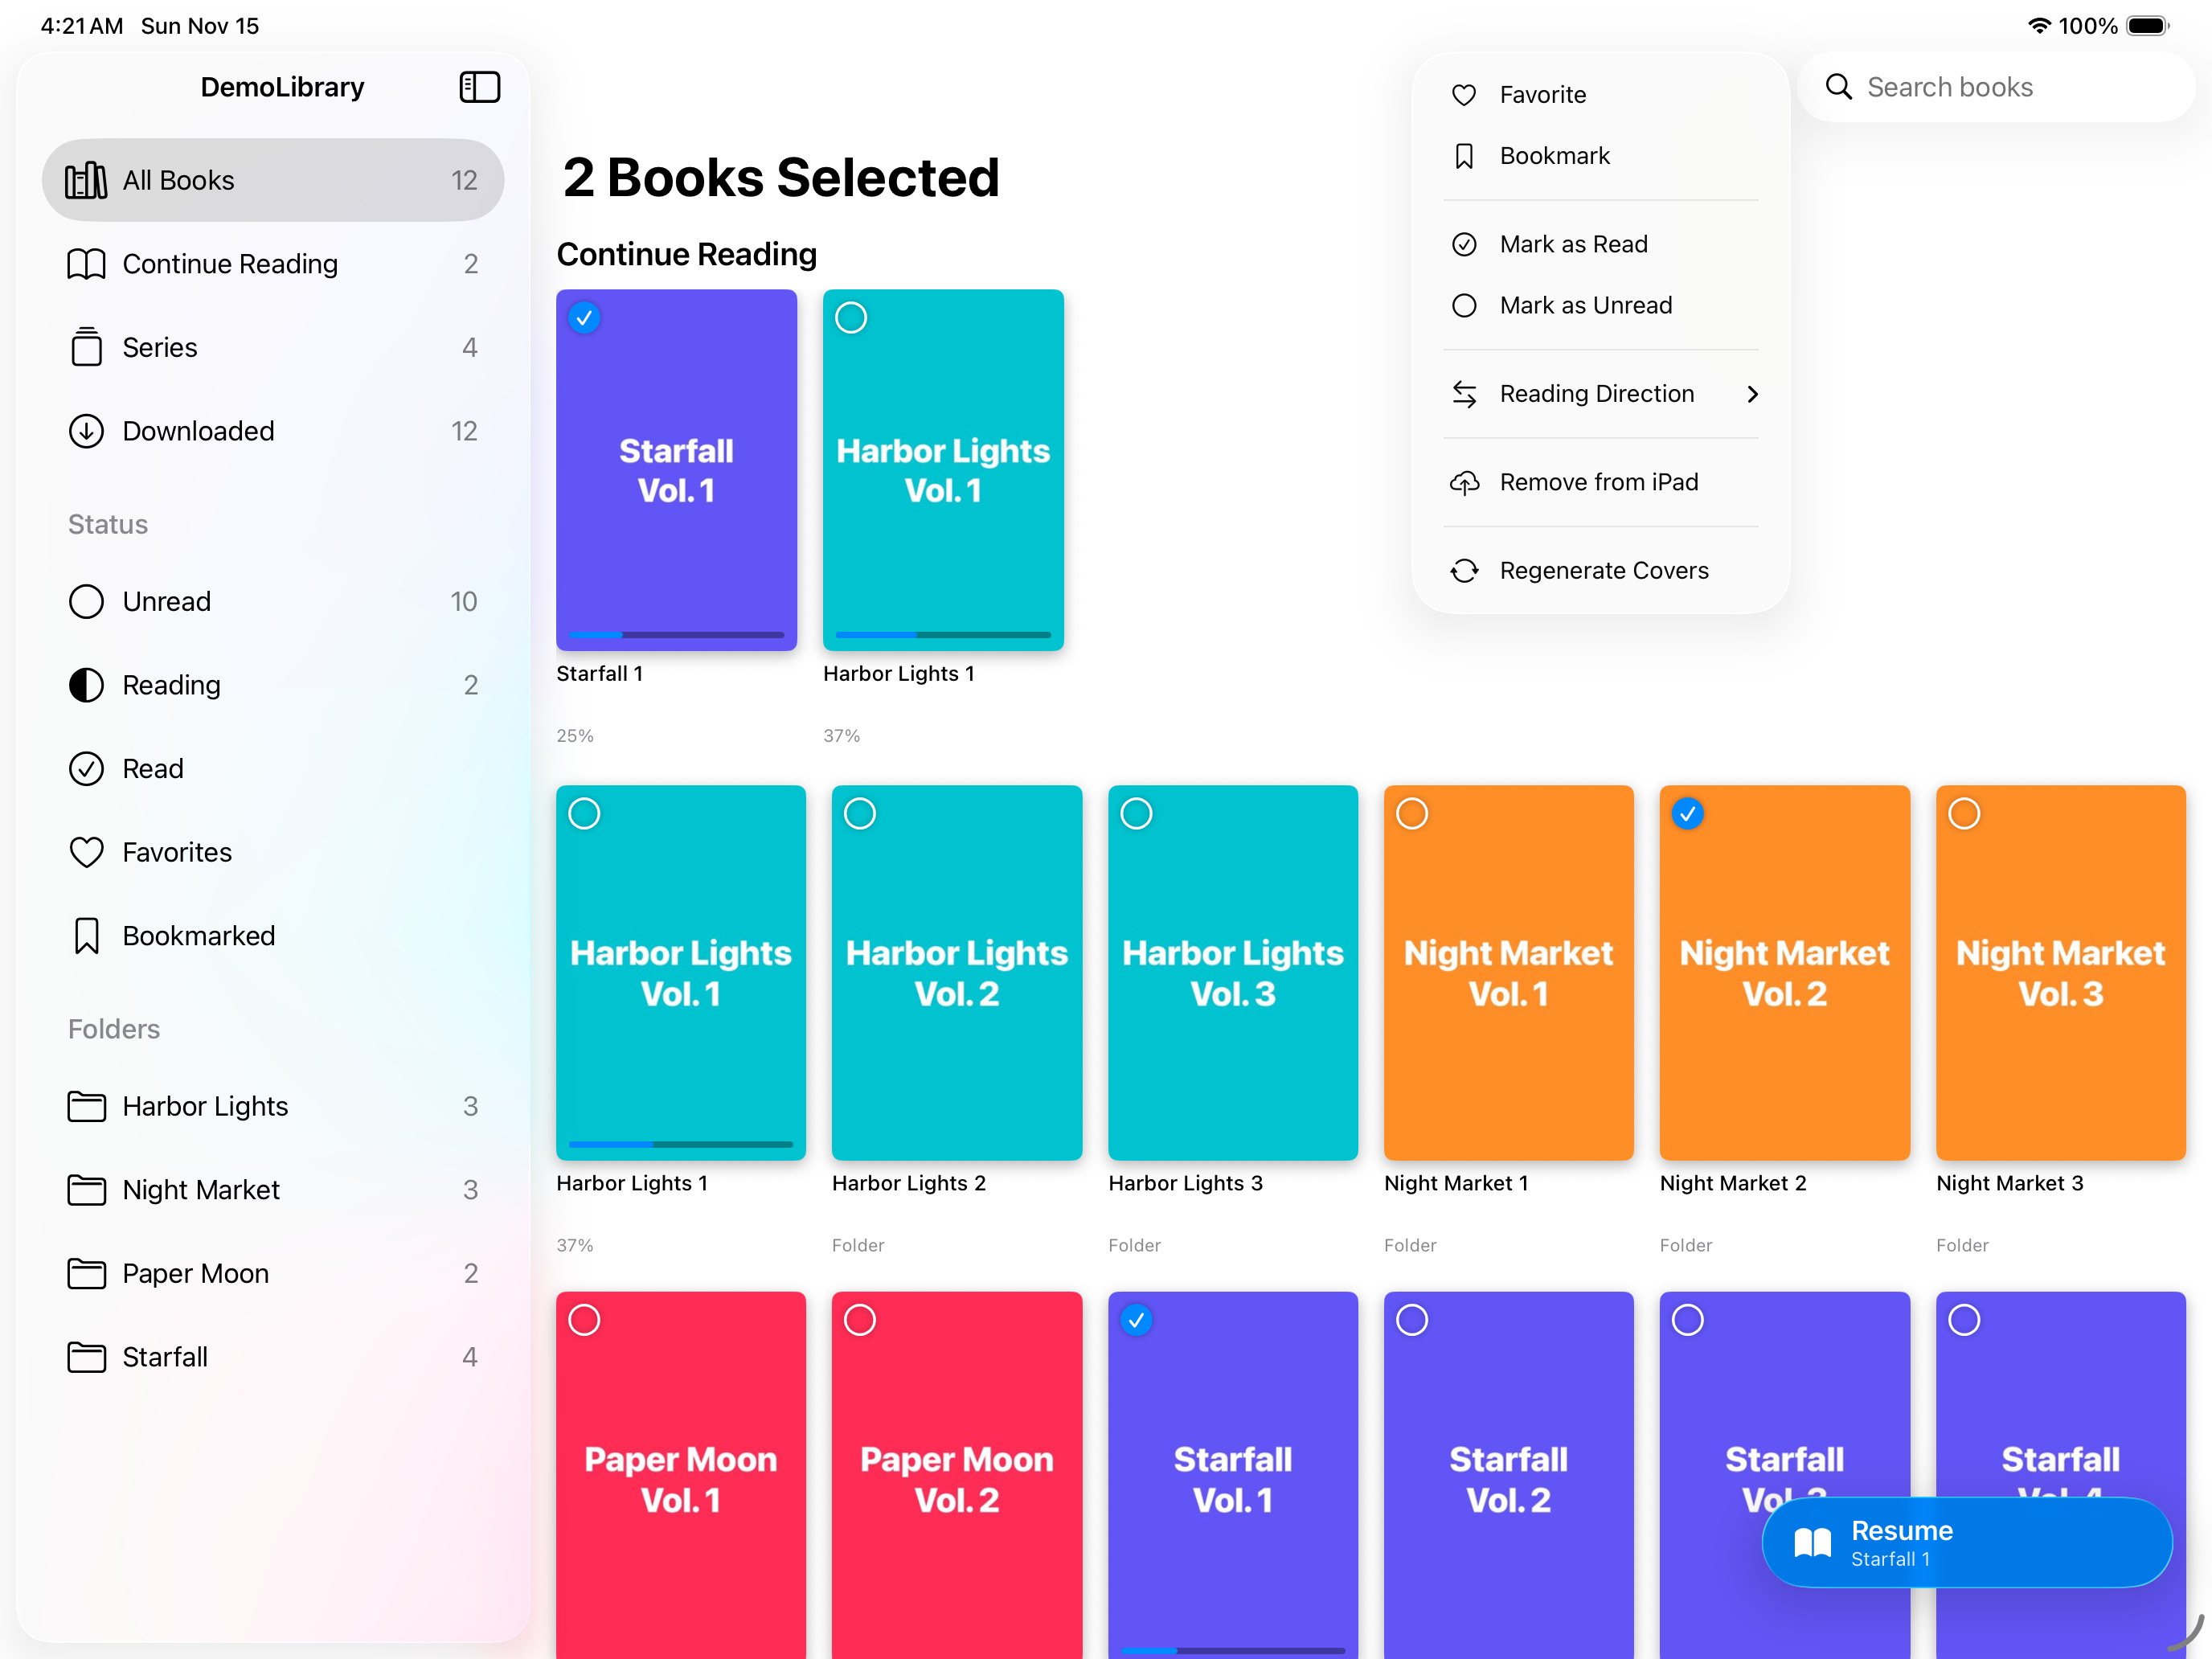 4:21 AM Sun Nov 15
100%
DemoLibrary
All Books 12
Continue Reading 2
Series 4
Downloaded 12
Status
Unread 10
Reading 2
Read
Favorites
Bookmarked
Folders
Harbor Lights 3
Night Market 3
Paper Moon 2
Starfall 4
Search books
Favorite
Bookmark
Mark as Read
Mark as Unread
Reading Direction
Remove from iPad
Regenerate Covers
2 Books Selected
Continue Reading
Starfall
Vol. 1
Harbor Lights
Vol. 1
Starfall 1
Harbor Lights 1
25%
37%
Harbor Lights
Vol. 1
Harbor Lights
Vol. 2
Harbor Lights
Vol. 3
Night Market
Vol. 1
Night Market
Vol. 2
Night Market
Vol. 3
Harbor Lights 1
Harbor Lights 2
Harbor Lights 3
Night Market 1
Night Market 2
Night Market 3
37%
Folder
Folder
Folder
Folder
Folder
Paper Moon
Vol. 1
Paper Moon
Vol. 2
Starfall
Vol. 1
Starfall
Vol. 2
Starfall
Vol. 3
Starfall
Vol. 4
Resume
Starfall 1